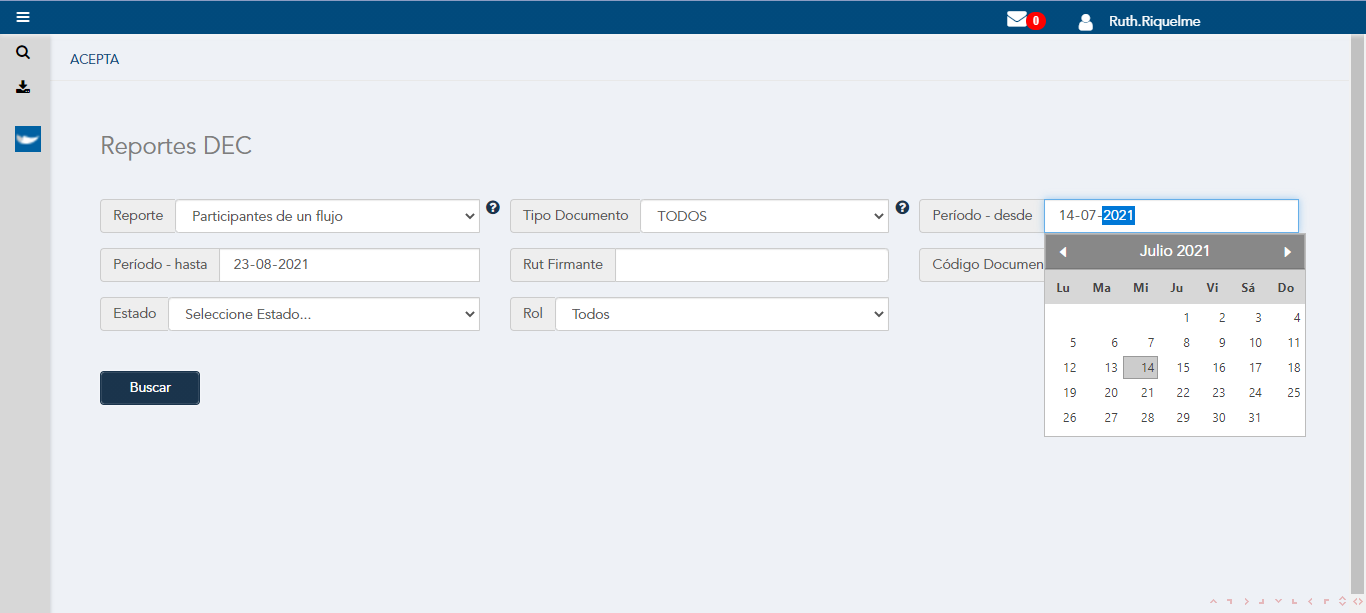 0 Ruth.Riquelme
ACEPTA
Reportes DEC
Reporte Participantes de un flujo Tipo Documento TODOS Período - desde 14-07-2021
Período - hasta 23-08-2021 Rut Firmante Código Documen
Estado Seleccione Estado... Rol Todos
Buscar
Julio 2021
Lu Ma Mi Ju Vi Sá Do
1 2 3 4
5 6 7 8 9 10 11
12 13 14 15 16 17 18
19 20 21 22 23 24 25
26 27 28 29 30 31